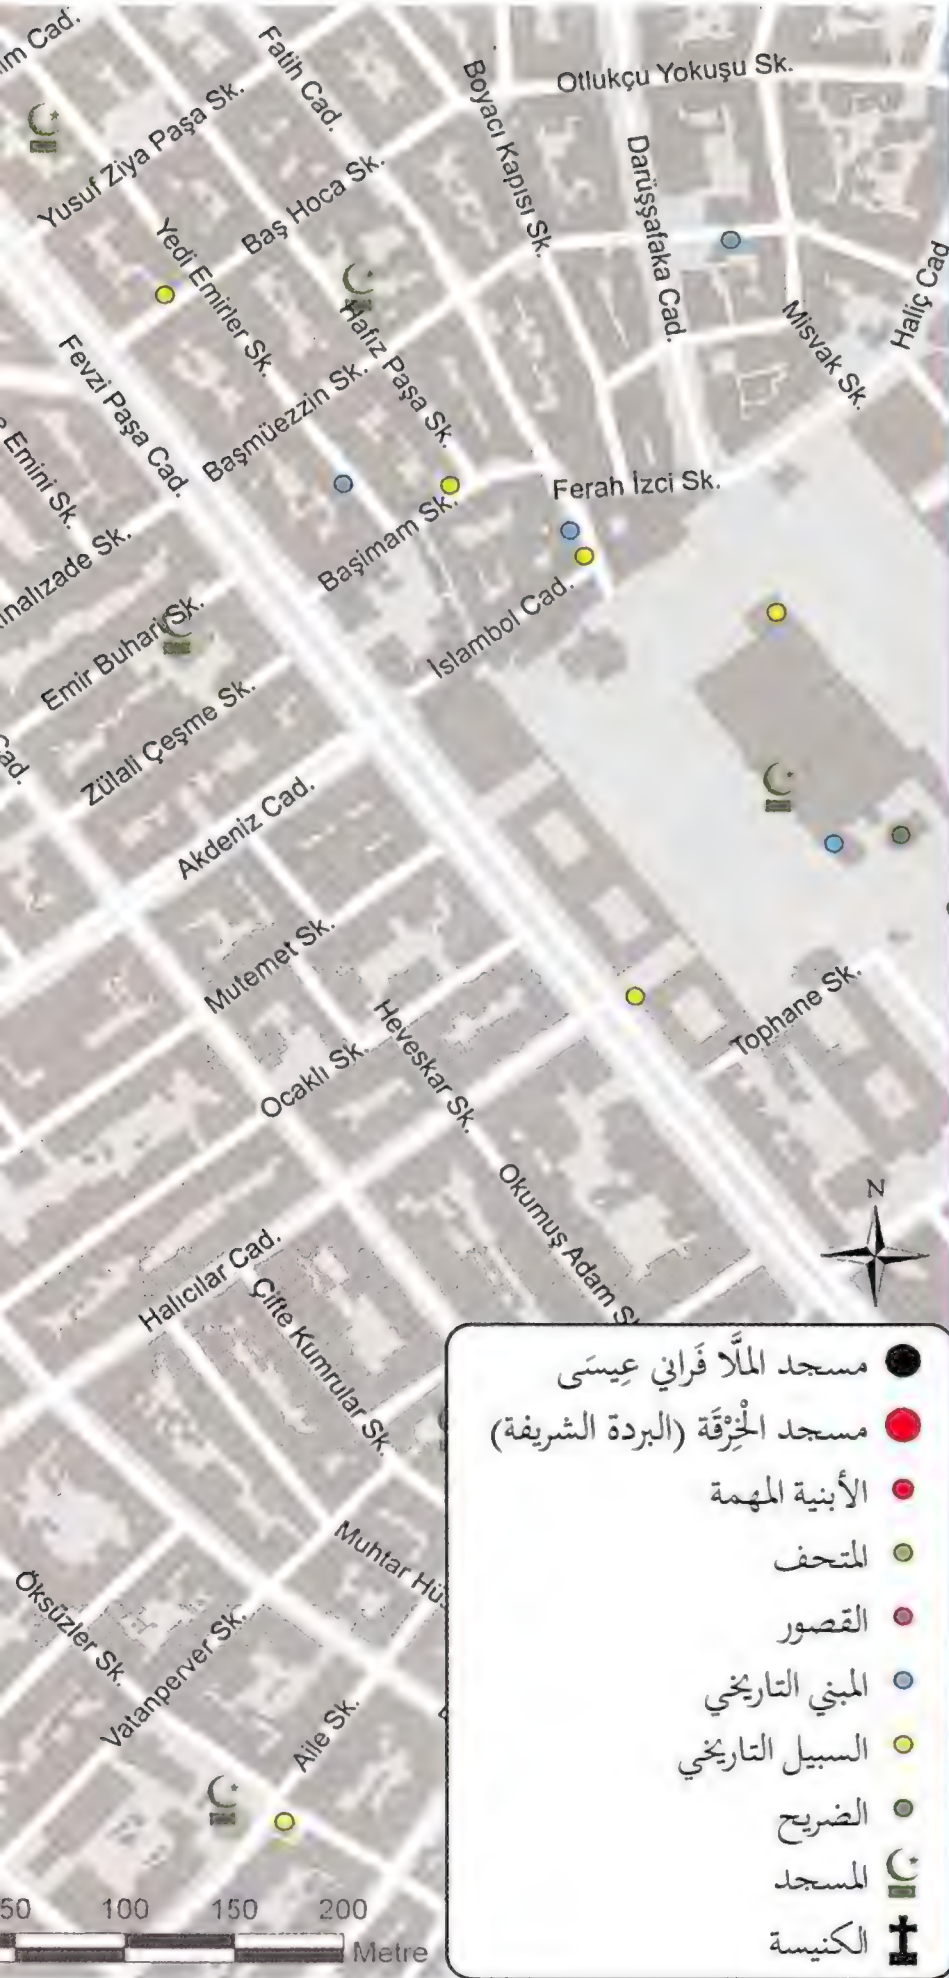 Fatih Cad.
Otlukçu Yokuşu Sk.
Boyacı Kapısı Sk.
Yusuf Ziya Paşa Sk.
Darüşşafaka Cad.
Baş Hoca Sk.
Yedi Emirler Sk.
Haliç Cad
Hafız Paşa Sk.
Misvak Sk.
Fevzi Paşa Cad.
Başmüezzin Sk.
Emini Sk.
Ferah İzci Sk.
Başimam Sk.
ınalızade Sk.
İslambol Cad.
Emir Buhari Sk.
Zülali Çeşme Sk.
Cad.
Akdeniz Cad.
Mutemet Sk.
Heveskar Sk.
Tophane Sk.
Ocaklı Sk.
Okumuş Adam Sk
N
Halıcılar Cad.
Çifte Kumrular Sk.
مسجد الملَّا فَراني عِيسَى
مسجد الخِرْقَة (البردة الشريفة)
الأبنية المهمة
المتحف
القصور
المبني التاريخي
السبيل التاريخي
الضريح
المسجد
الكنيسة
Muhtar Hüs
Öksüzler Sk.
Vatanperver Sk.
Aile Sk.
50 100 150 200
Metre